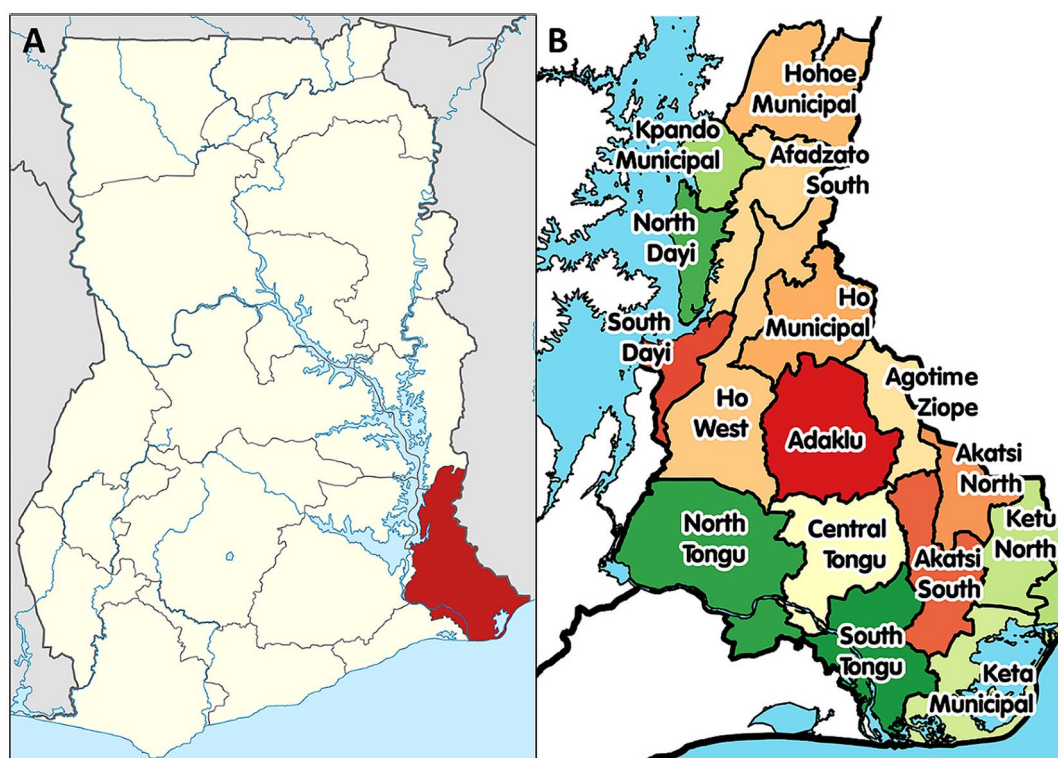 A
B
Hohoe
Municipal
Kpando
Municipal
Afadzato
South
North
Dayi
Ho
Municipal
South
Dayi
Agotime
Ziope
Ho
West
Adaklu
Akatsi
North
Ketu
North
North
Tongu
Central
Tongu
Akatsi
South
South
Tongu
Keta
Municipal